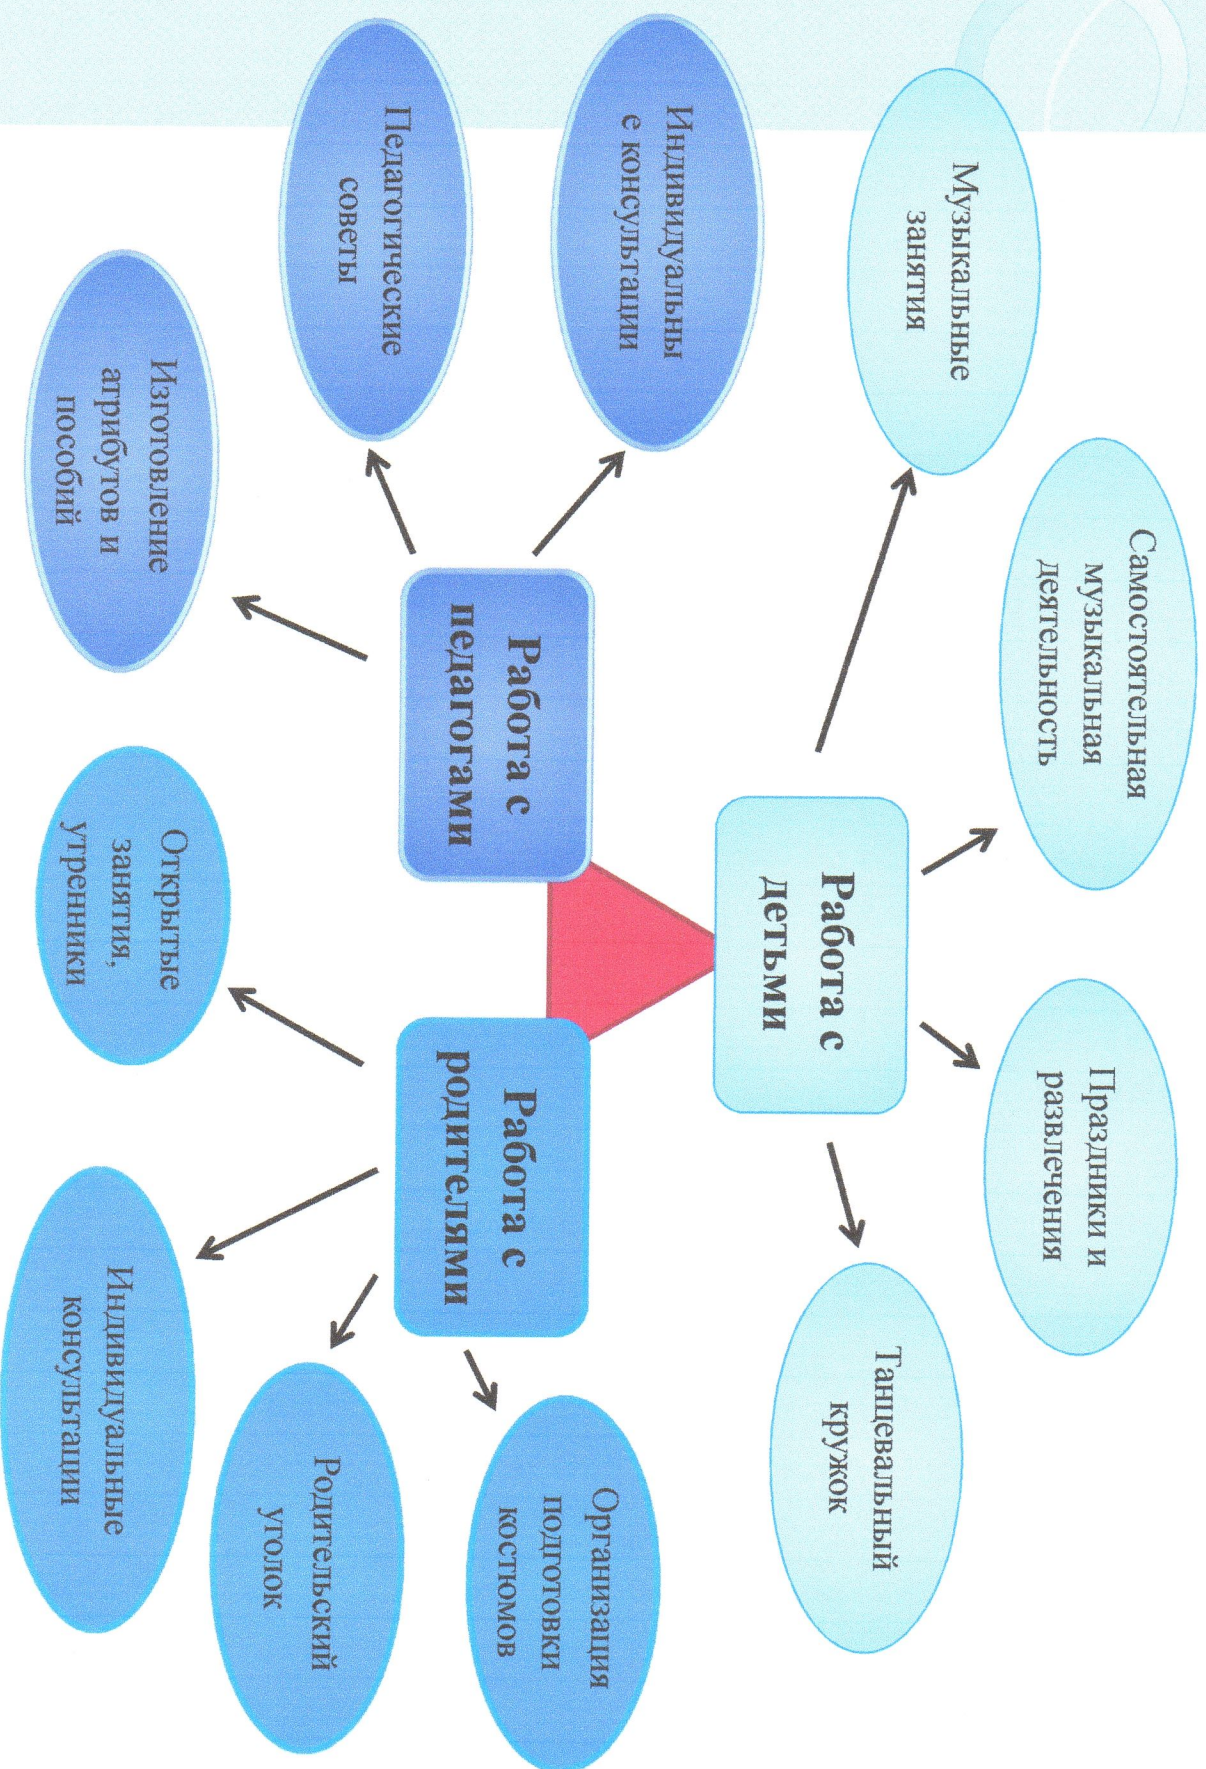 Самостоятельная
музыкальная
деятельность
Праздники и
развлечения
Музыкальные
занятия
Танцевальный
кружок
Работа с
детьми
Индивидуальны
е консультации
Педагогические
советы
Изготовление
атрибутов и
пособий
Работа с
педагогами
Работа с
родителями
Организация
подготовки
костюмов
Родительский
уголок
Открытые
занятия,
утренники
Индивидуальные
консультации